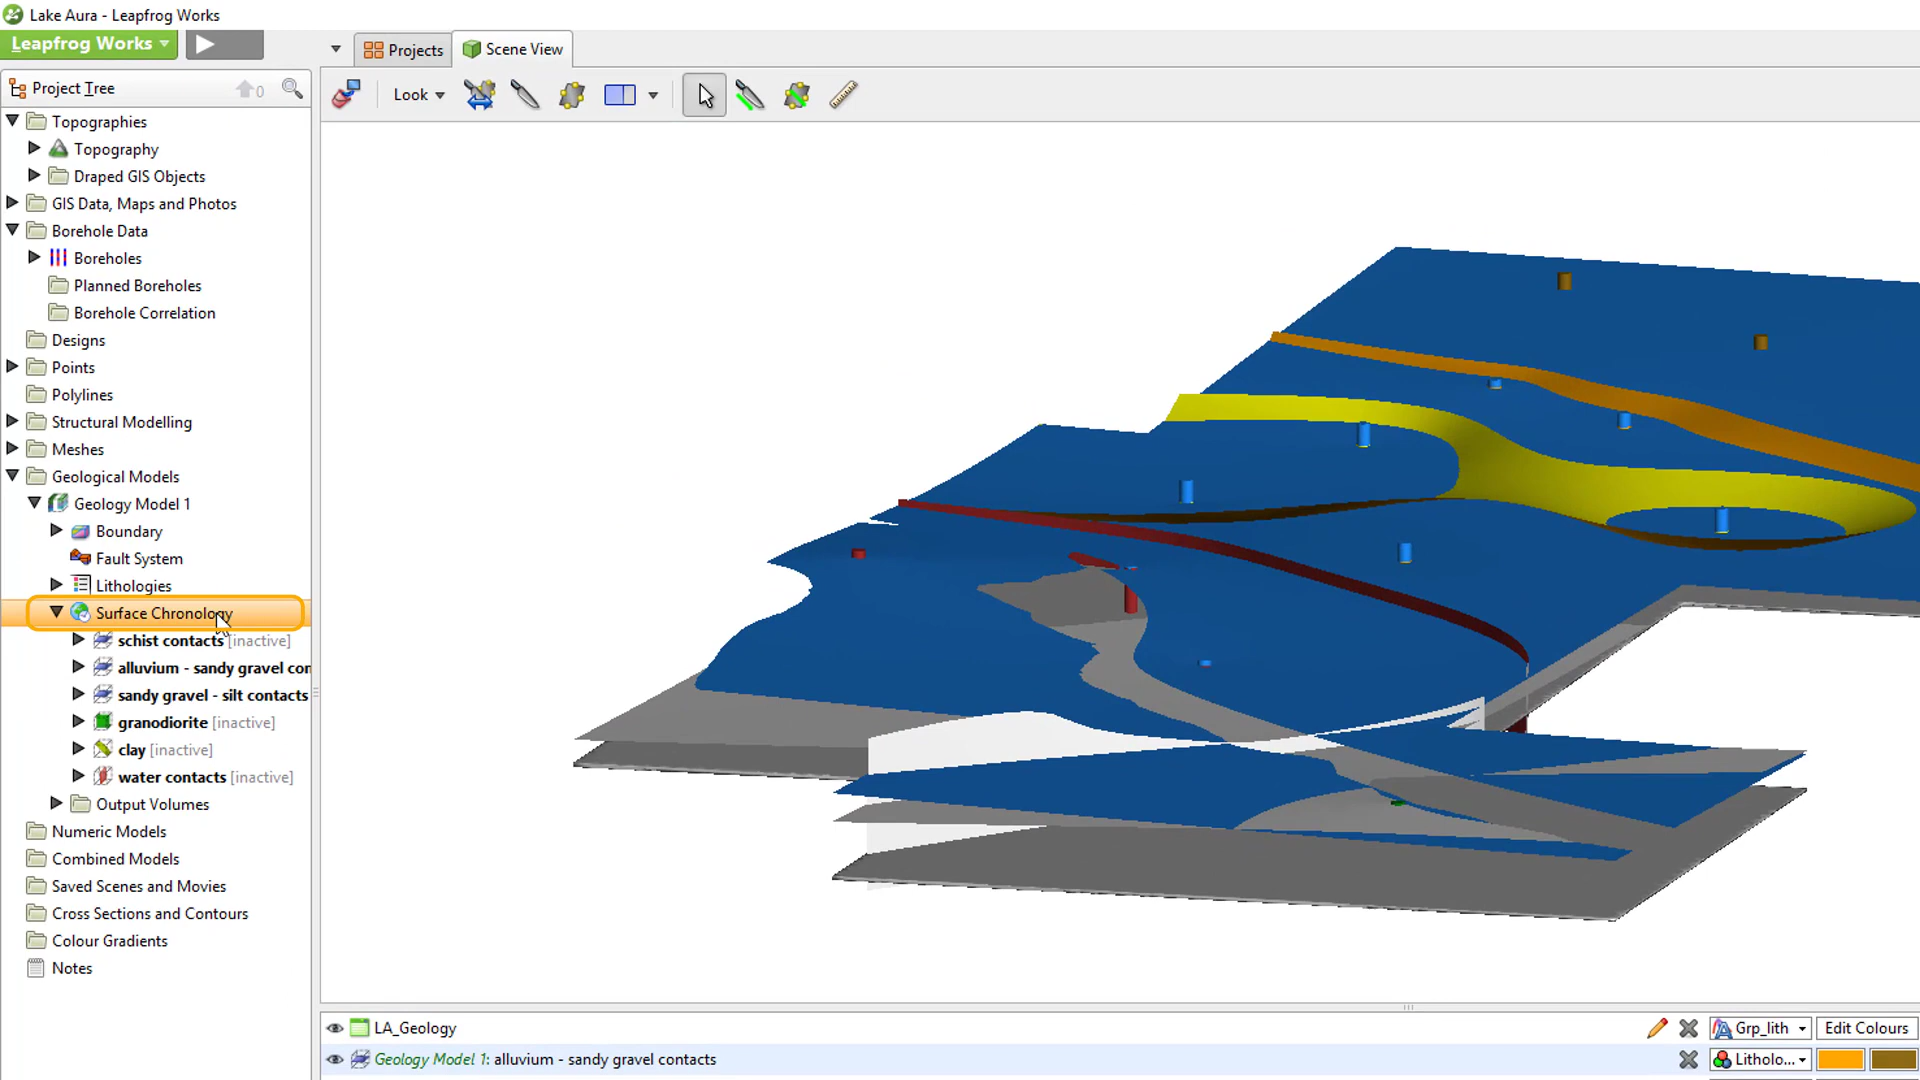 Lake Aura - Leapfrog Works
Leapfrog Works
Projects
Scene View
Project Tree
0
Look
Topographies
Topography
Draped GIS Objects
GIS Data, Maps and Photos
Borehole Data
Boreholes
Planned Boreholes
Borehole Correlation
Designs
Points
Polylines
Structural Modelling
Meshes
Geological Models
Geology Model 1
Boundary
Fault System
Lithologies
Surface Chronology
schist contacts [inactive]
alluvium - sandy gravel con
sandy gravel - silt contacts
granodiorite [inactive]
clay [inactive]
water contacts [inactive]
Output Volumes
Numeric Models
Combined Models
Saved Scenes and Movies
Cross Sections and Contours
Colour Gradients
Notes
LA_Geology
Grp_lith
Edit Colours
Geology Model 1: alluvium - sandy gravel contacts
Litholo...